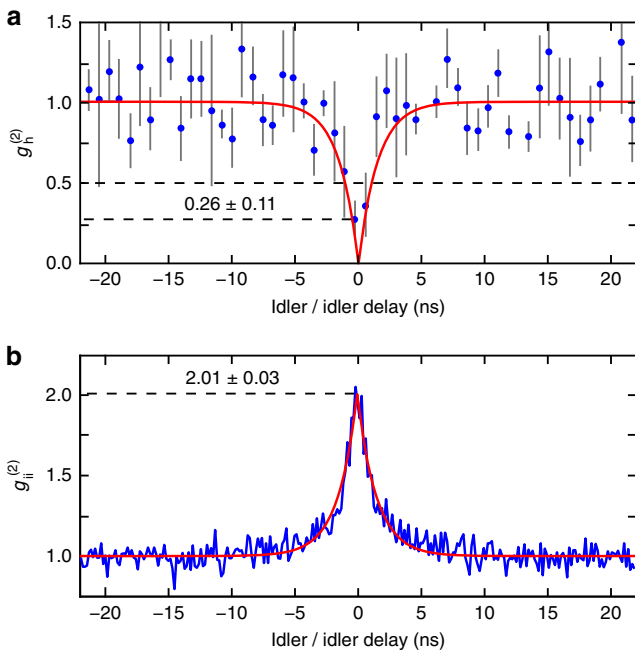 a
1.5
1.0
0.5
0.0
g_h^(2)
0.26 ± 0.11
−20 −15 −10 −5 0 5 10 15 20
Idler / idler delay (ns)
b
2.0
1.5
1.0
g_ii^(2)
2.01 ± 0.03
−20 −15 −10 −5 0 5 10 15 20
Idler / idler delay (ns)